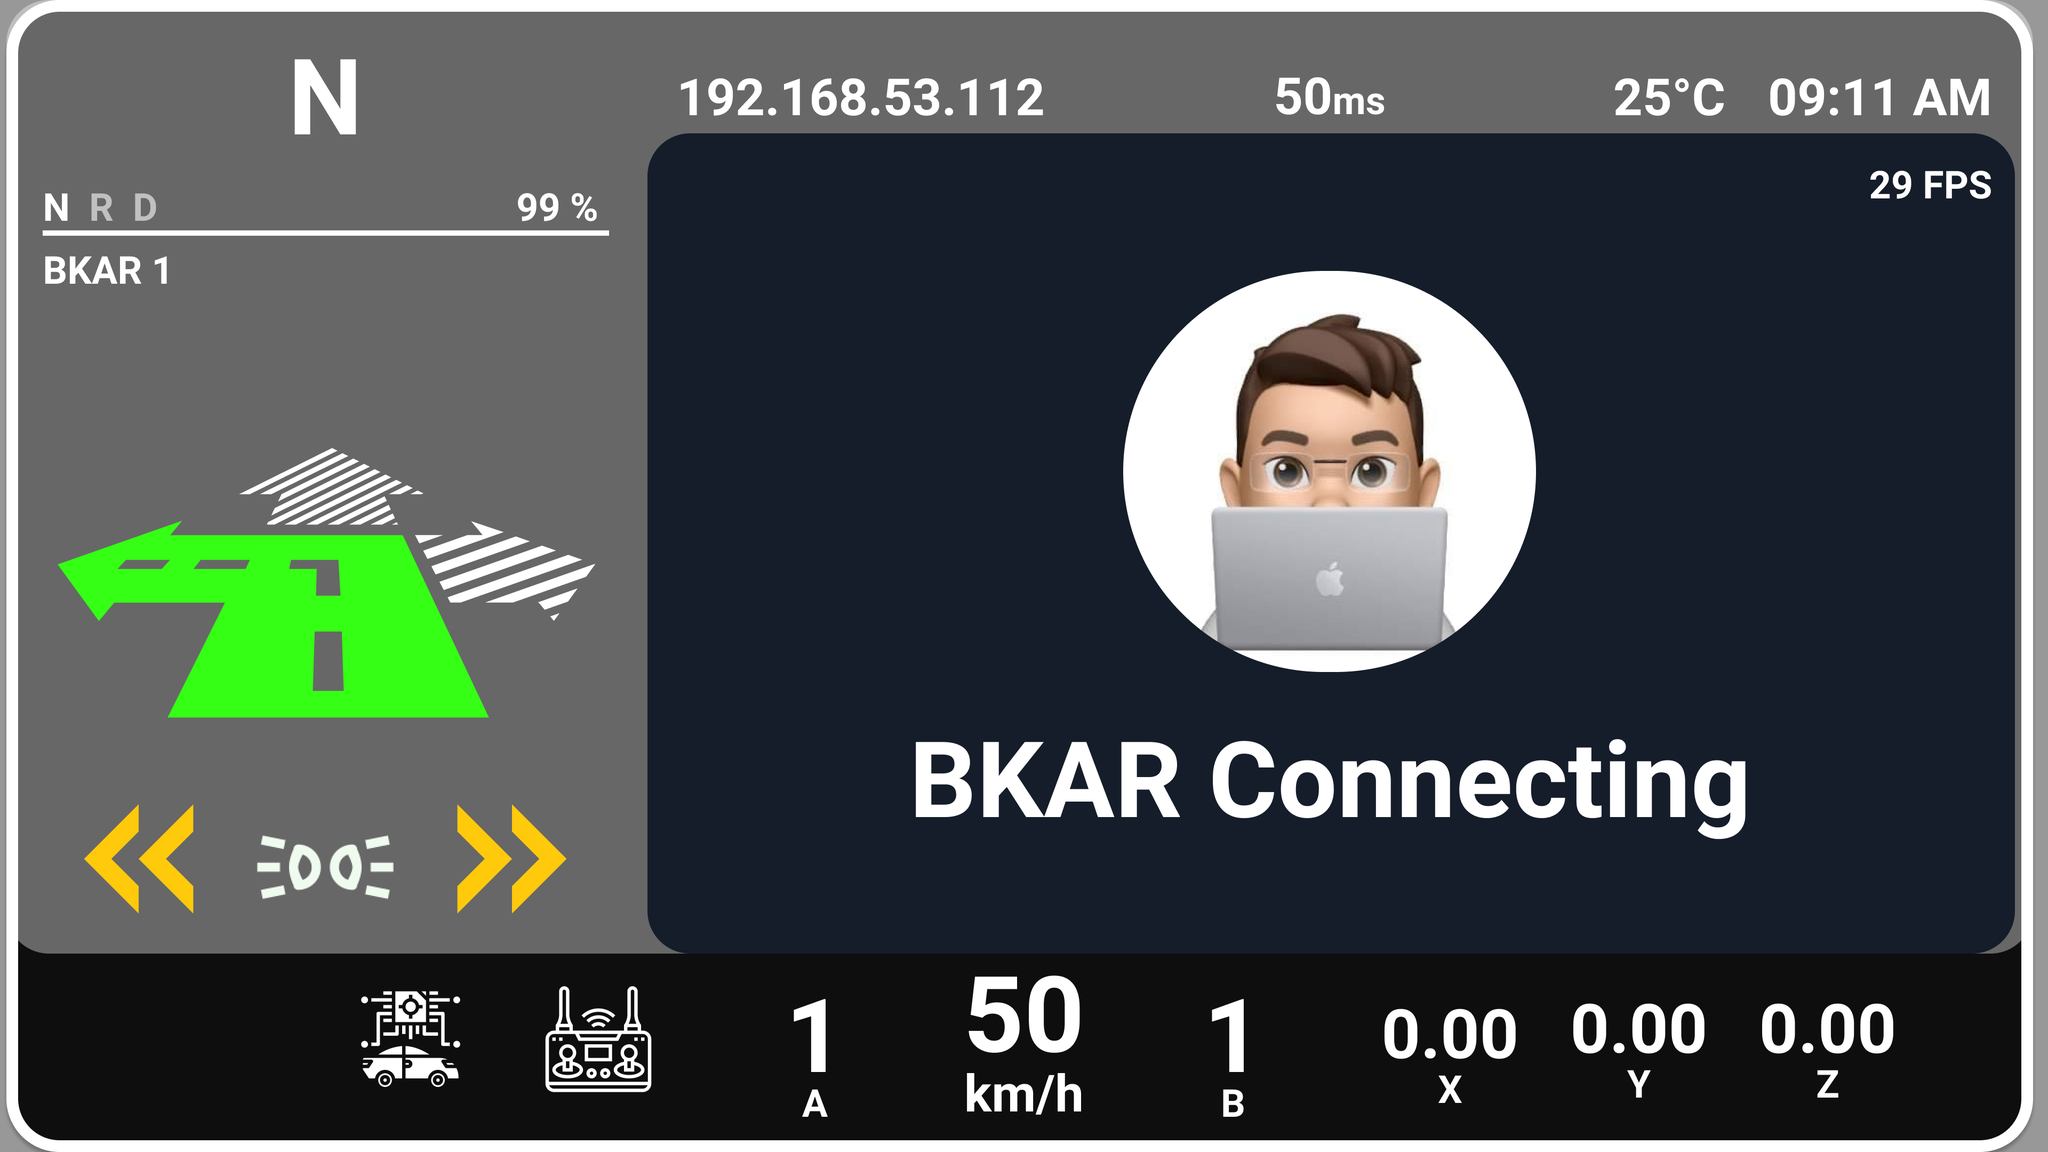 N
192.168.53.112
50ms
25°C
09:11 AM
N R D
99 %
BKAR 1
29 FPS
BKAR Connecting
1
A
50
km/h
1
B
0.00
X
0.00
Y
0.00
Z